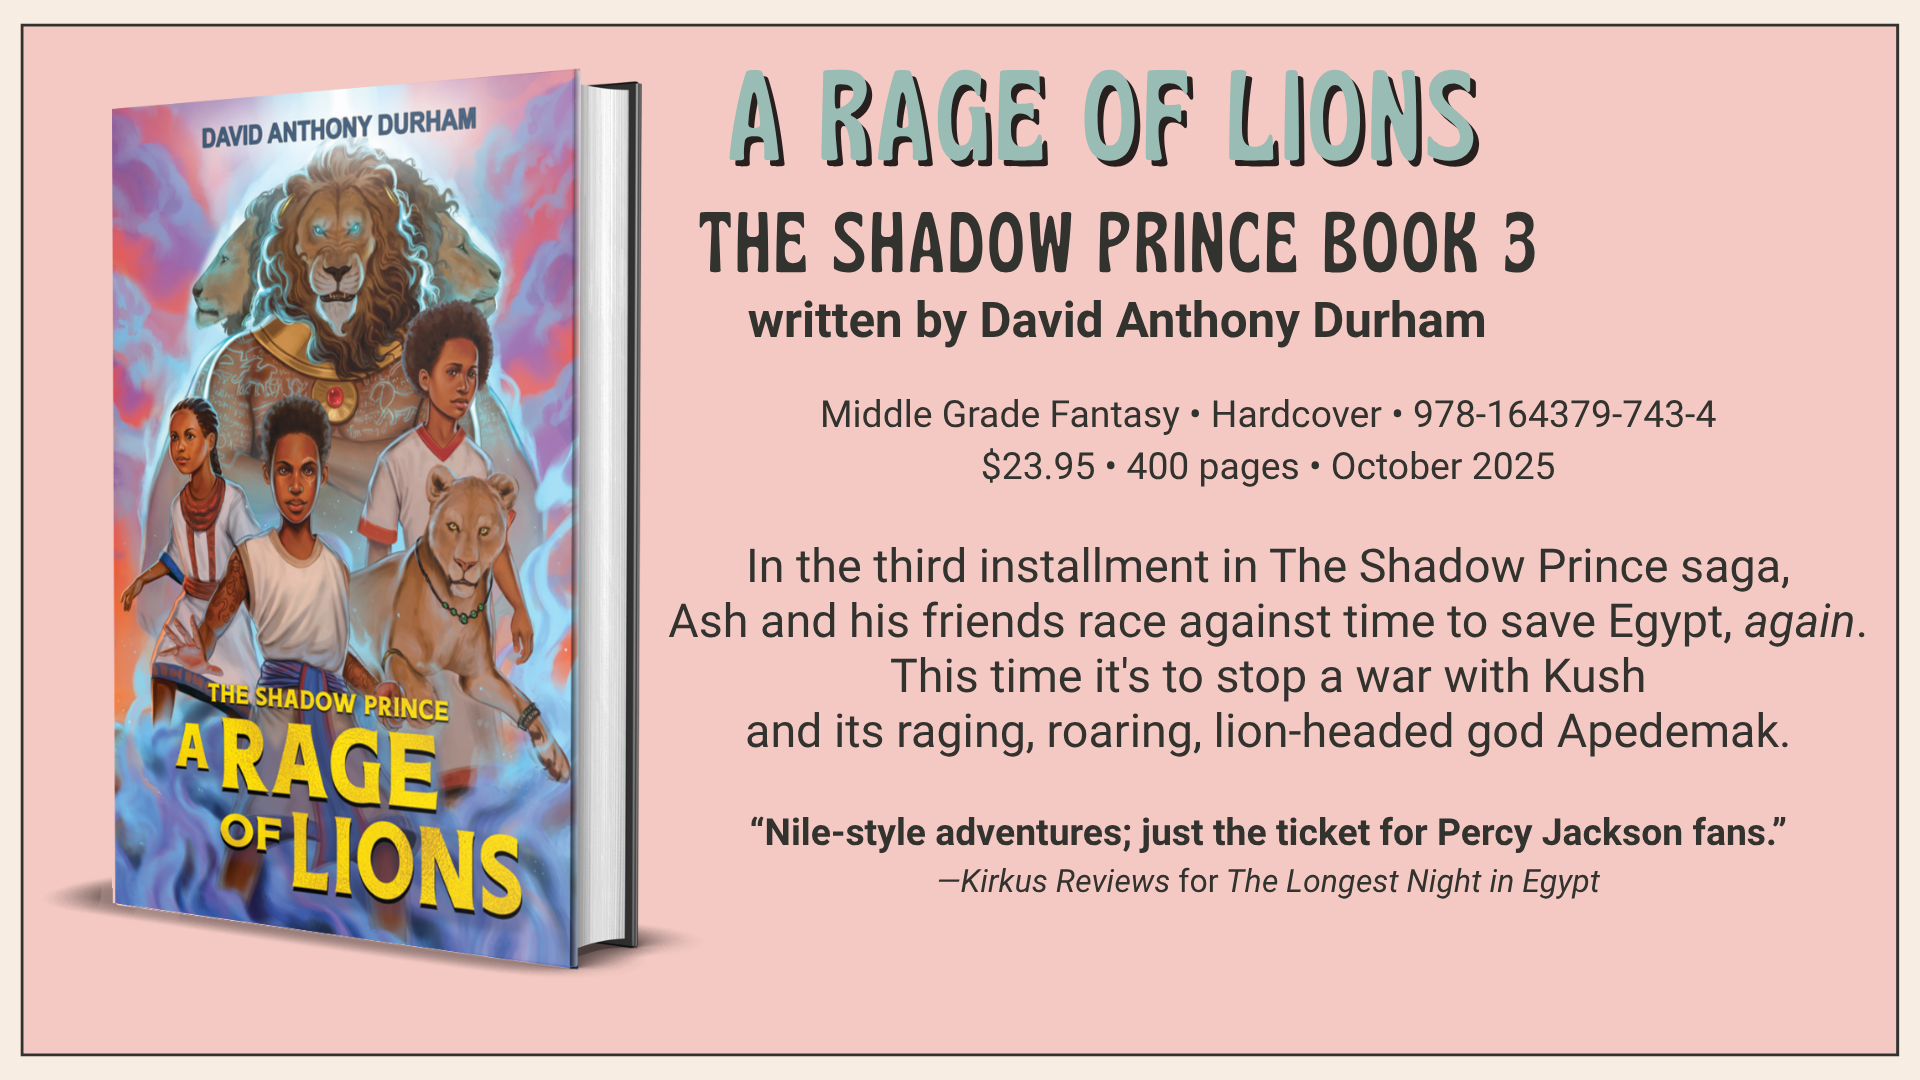 DAVID ANTHONY DURHAM
THE SHADOW PRINCE
A RAGE
OF LIONS
A RAGE OF LIONS
THE SHADOW PRINCE BOOK 3
written by David Anthony Durham
Middle Grade Fantasy • Hardcover • 978-164379-743-4
$23.95 • 400 pages • October 2025
In the third installment in The Shadow Prince saga,
Ash and his friends race against time to save Egypt, again.
This time it's to stop a war with Kush
and its raging, roaring, lion-headed god Apedemak.
“Nile-style adventures; just the ticket for Percy Jackson fans.”
—Kirkus Reviews for The Longest Night in Egypt